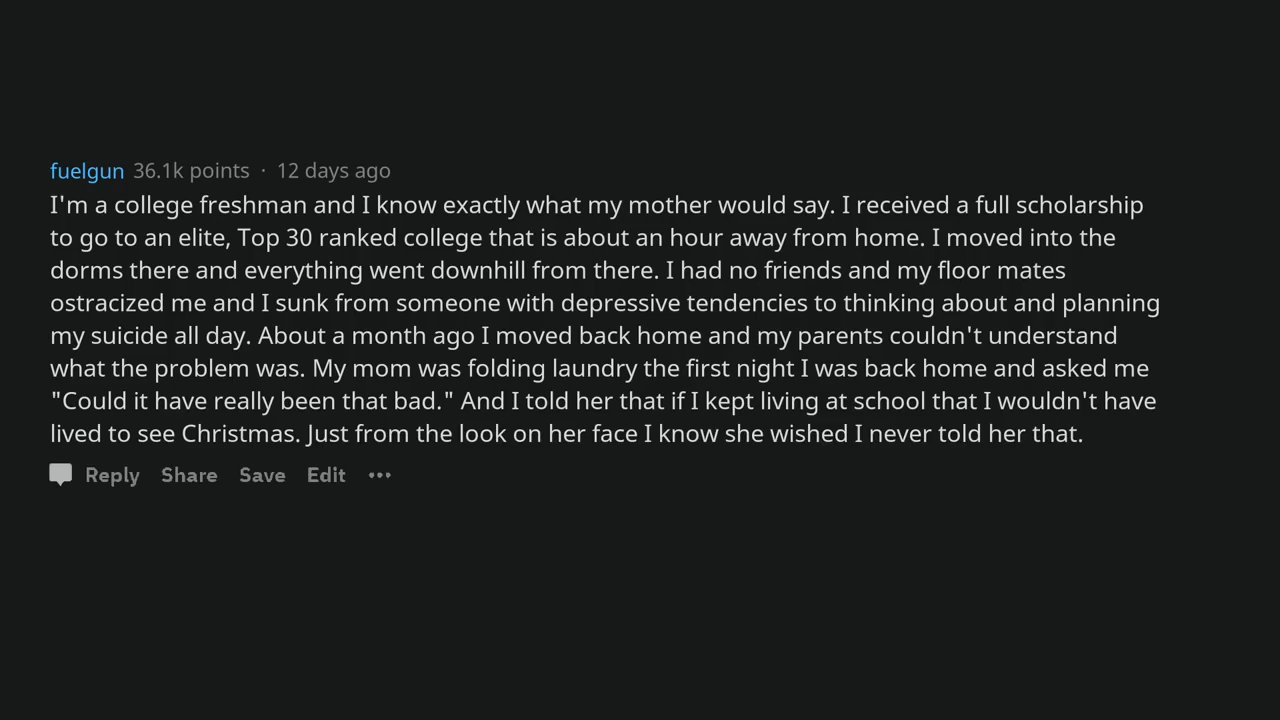 fuelgun 36.1k points · 12 days ago
I'm a college freshman and I know exactly what my mother would say. I received a full scholarship
to go to an elite, Top 30 ranked college that is about an hour away from home. I moved into the
dorms there and everything went downhill from there. I had no friends and my floor mates
ostracized me and I sunk from someone with depressive tendencies to thinking about and planning
my suicide all day. About a month ago I moved back home and my parents couldn't understand
what the problem was. My mom was folding laundry the first night I was back home and asked me
"Could it have really been that bad." And I told her that if I kept living at school that I wouldn't have
lived to see Christmas. Just from the look on her face I know she wished I never told her that.
Reply Share Save Edit •••